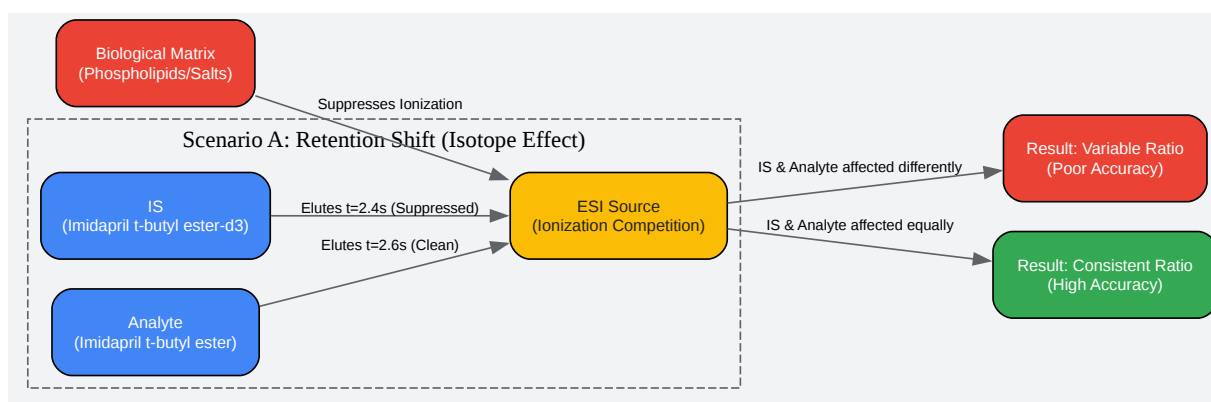 Biological Matrix
(Phospholipids/Salts)
Suppresses Ionization
Scenario A: Retention Shift (Isotope Effect)
IS
(Imidapril t-butyl ester-d3)
Elutes t=2.4s (Suppressed)
Elutes t=2.6s (Clean)
Analyte
(Imidapril t-butyl ester)
ESI Source
(Ionization Competition)
IS & Analyte affected differently
IS & Analyte affected equally
Result: Variable Ratio
(Poor Accuracy)
Result: Consistent Ratio
(High Accuracy)